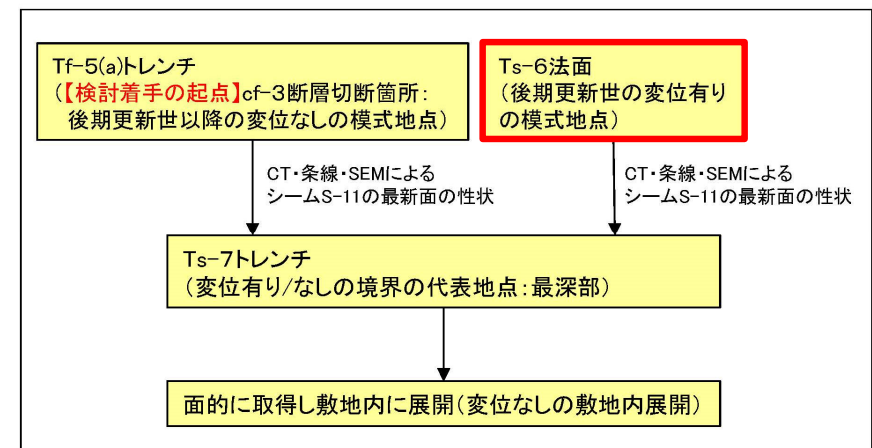 Tf-5(a)トレンチ
(【検討着手の起点】cf-3断層切断箇所:
後期更新世以降の変位なしの模式地点)
Ts-6法面
(後期更新世の変位有り
の模式地点)
CT・条線・SEMによる
シームS-11の最新面の性状
CT・条線・SEMによる
シームS-11の最新面の性状
Ts-7トレンチ
(変位有り/なしの境界の代表地点:最深部)
面的に取得し敷地内に展開(変位なしの敷地内展開)